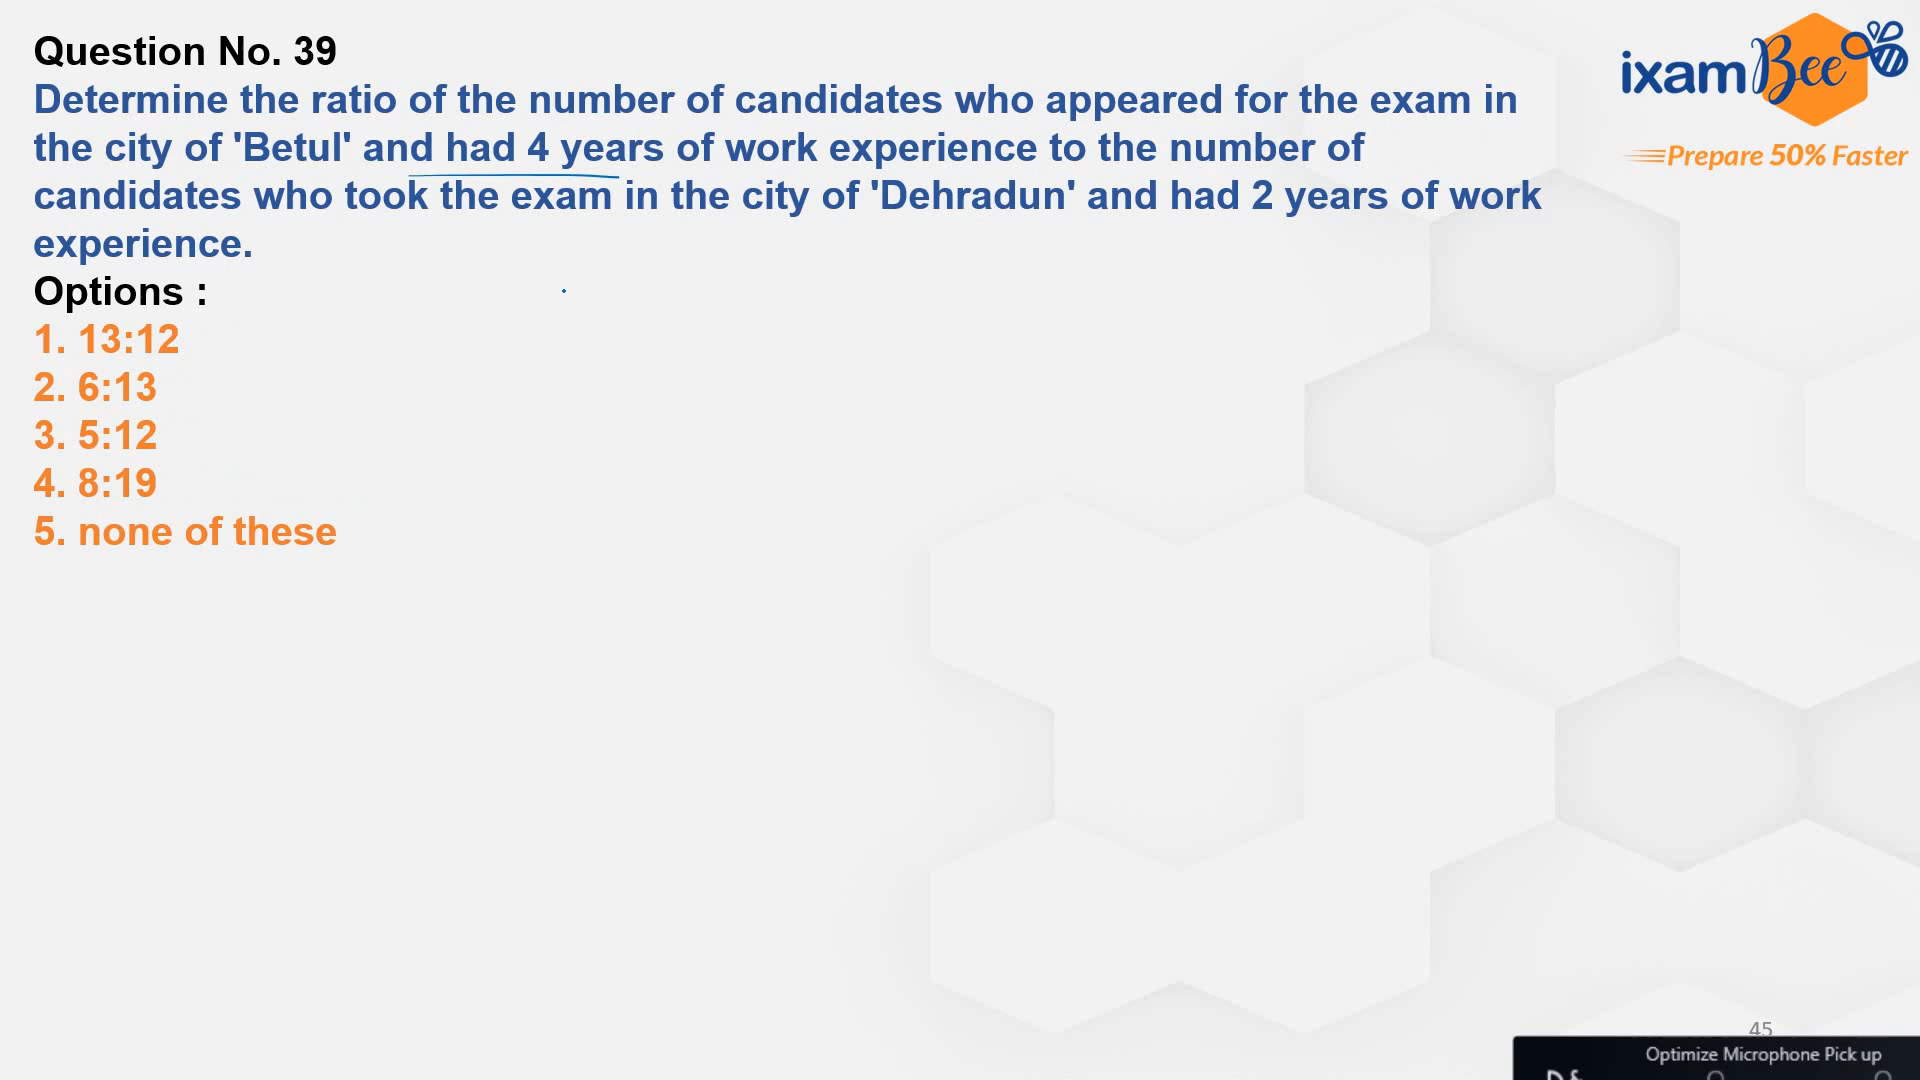 Question No. 39
Determine the ratio of the number of candidates who appeared for the exam in
the city of 'Betul' and had 4 years of work experience to the number of
candidates who took the exam in the city of 'Dehradun' and had 2 years of work
experience.
Options :
1. 13:12
2. 6:13
3. 5:12
4. 8:19
5. none of these
ixamBee
Prepare 50% Faster
45
Optimize Microphone Pick up